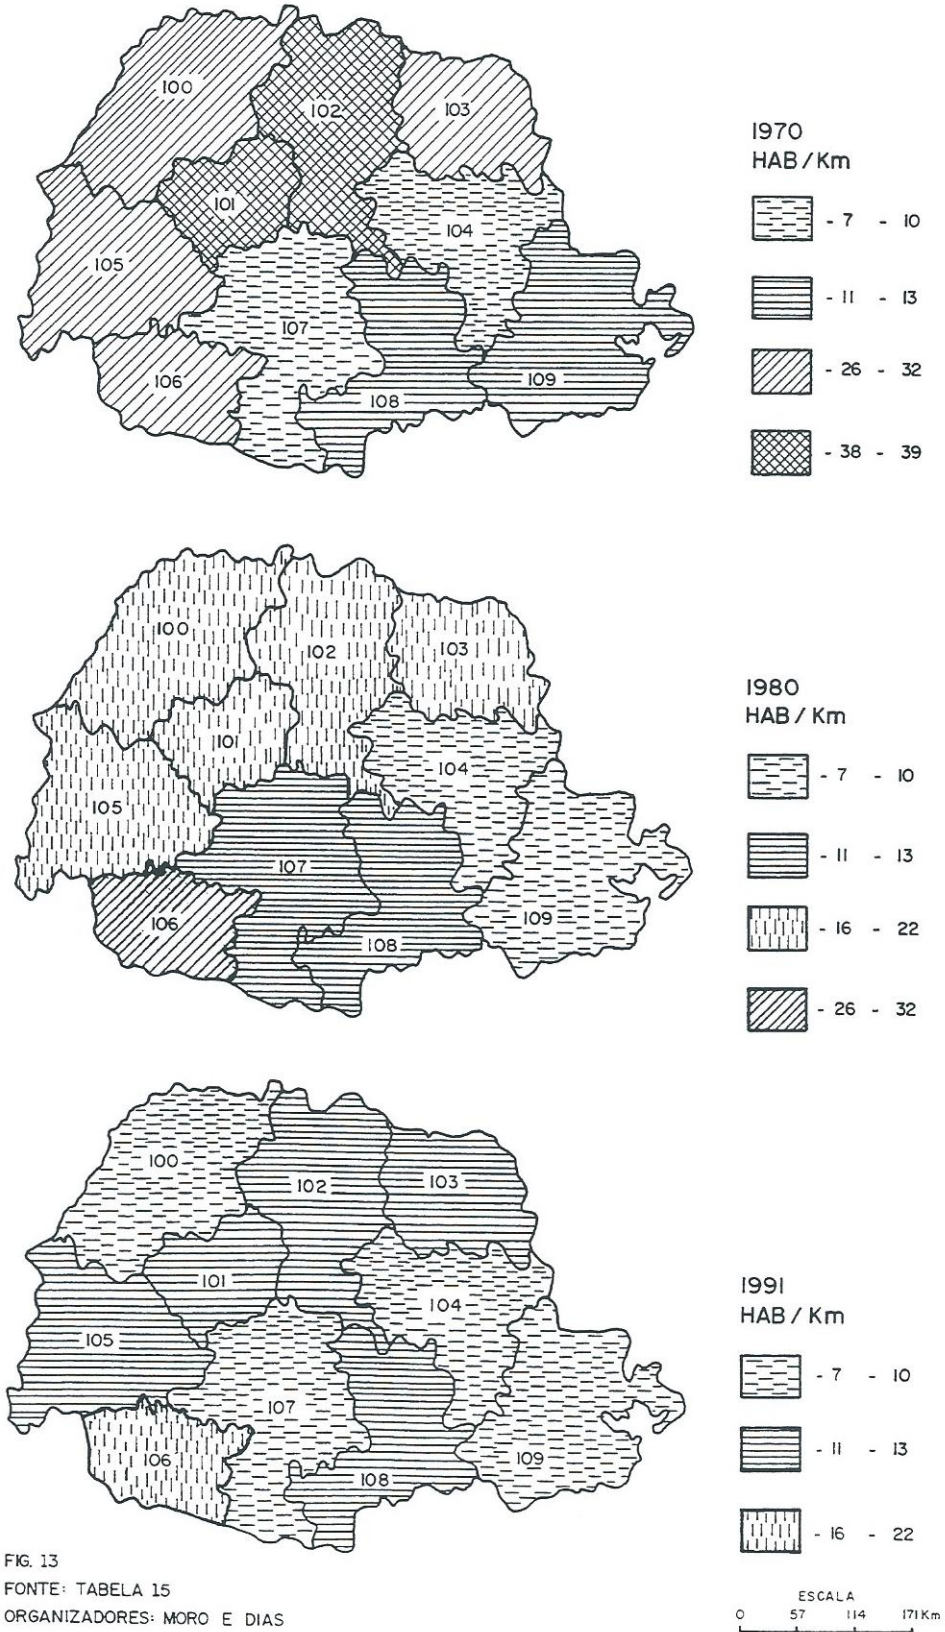 100
102
103
101
104
105
107
106
108
109
1970
HAB / Km
- 7 - 10
- 11 - 13
- 26 - 32
- 38 - 39
100
102
103
101
104
105
107
106
108
109
1980
HAB / Km
- 7 - 10
- 11 - 13
- 16 - 22
- 26 - 32
100
102
103
101
104
105
107
106
108
109
1991
HAB / Km
- 7 - 10
- 11 - 13
- 16 - 22
FIG. 13
FONTE: TABELA 15
ORGANIZADORES: MORO E DIAS
ESCALA
0 57 114 171 Km